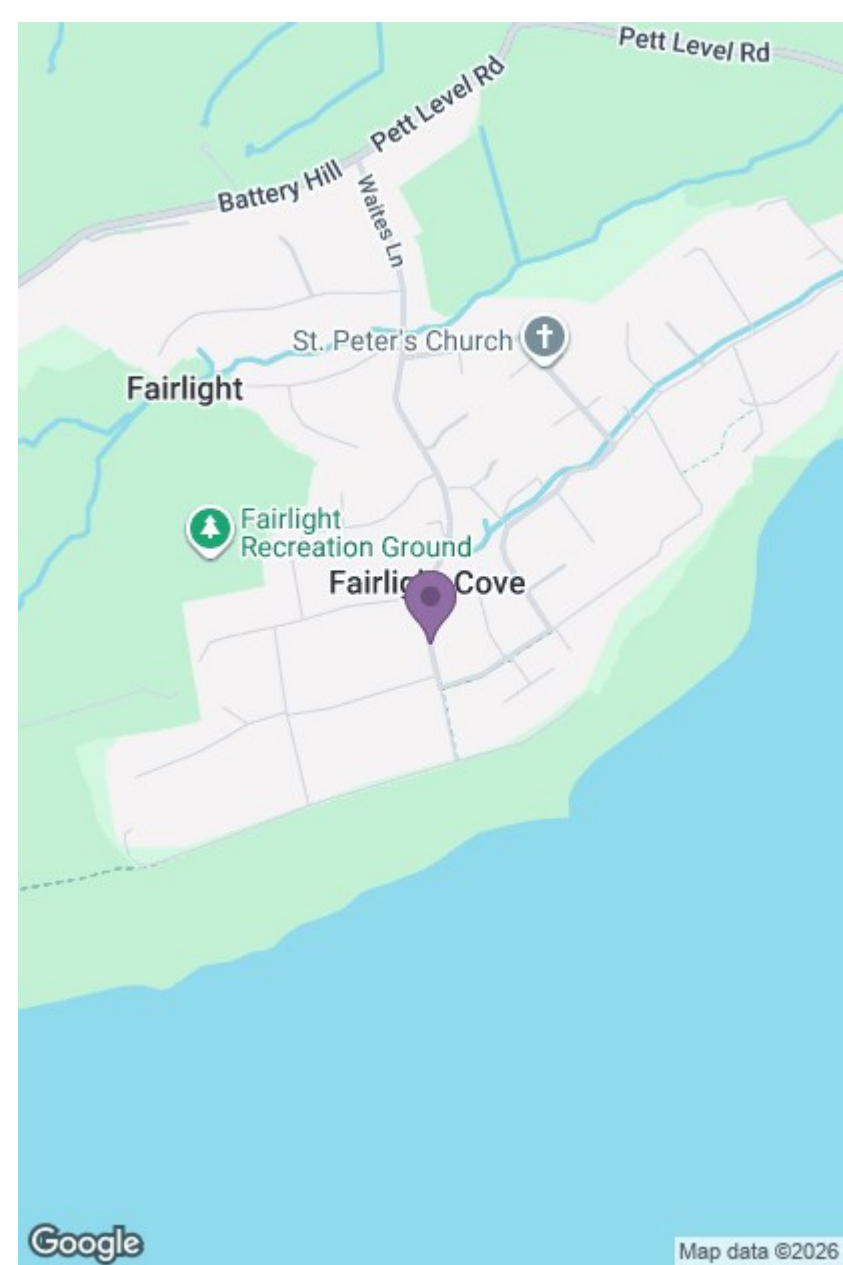 Pett Level Rd
Pett Level Rd
Battery Hill
Waites Ln
St. Peter's Church
Fairlight
Fairlight
Recreation Ground
Fairlight Cove
Google
Map data ©2026